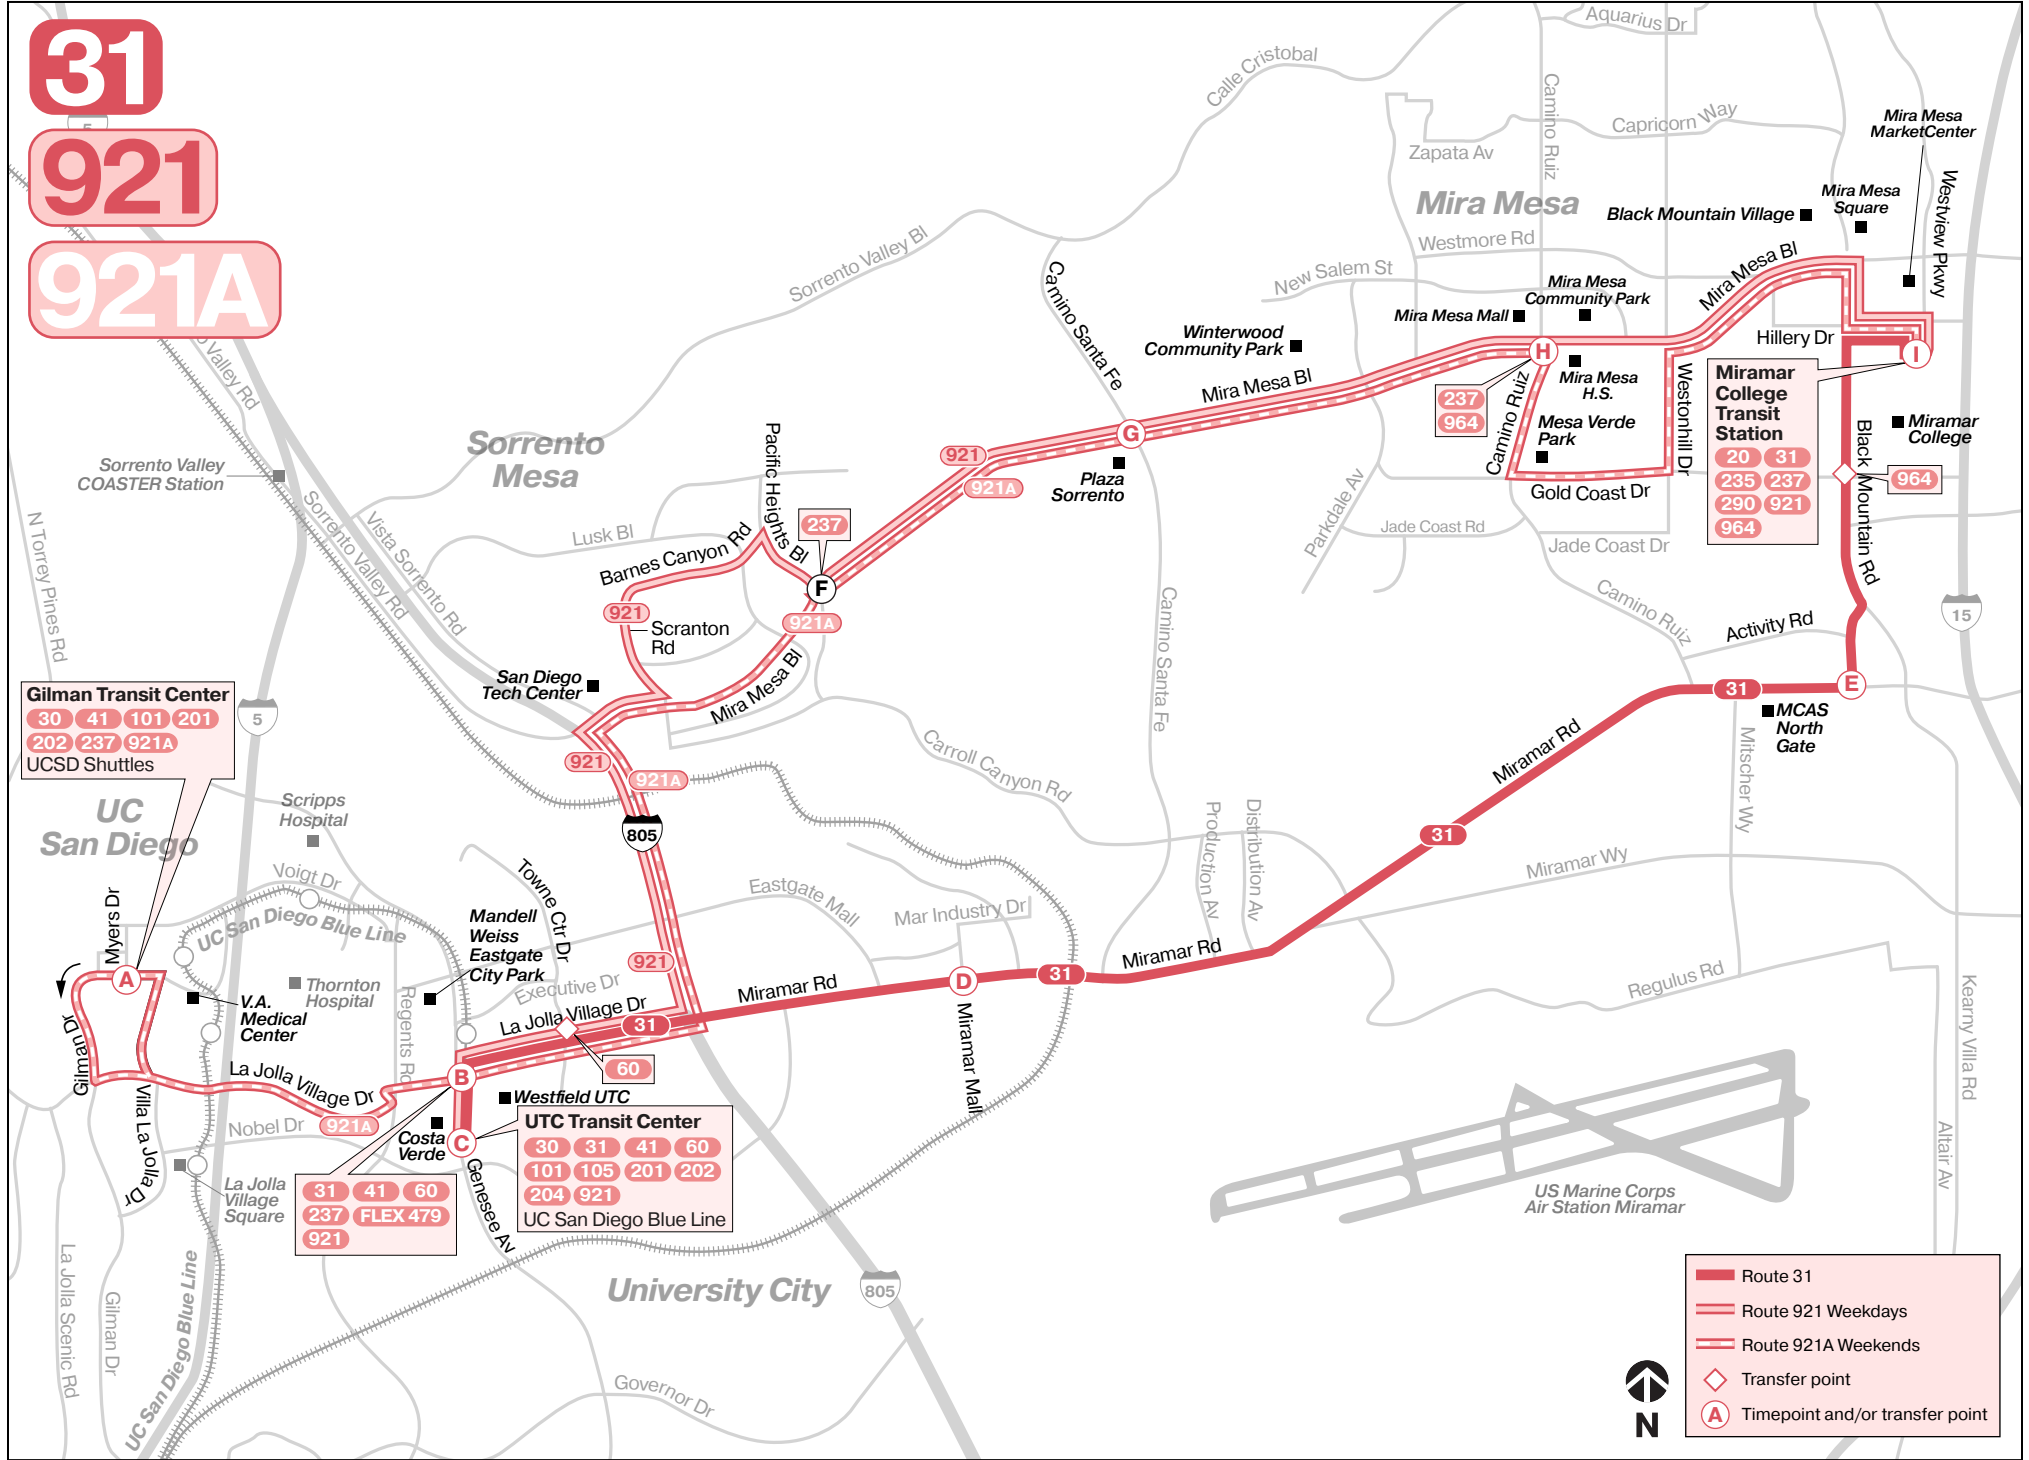 31
921
921A
5
Aquarius Dr
Calle Cristobal
Camino Ruiz
Capricorn Way
Zapata Av
Mira Mesa
MarketCenter
Westview Pkwy
Mira Mesa
Mira Mesa
Square
Black Mountain Village
Westmore Rd
New Salem St
Mira Mesa Bl
Sorrento Valley Bl
Camino Santa Fe
Mira Mesa
Community Park
Mira Mesa Mall
Winterwood
Community Park
Hillery Dr
H
I
Mira Mesa Bl
Mira Mesa
H.S.
Mesa Verde
Park
Camino Ruiz
Westonhill Dr
Gold Coast Dr
237
964
Miramar
College
Transit
Station
20 31
235 237
290 921
964
Miramar
College
964
Black Mountain Rd
o Valley Rd
Sorrento
Mesa
Sorrento Valley
COASTER Station
Pacific Heights Bl
921
921A
G
Plaza
Sorrento
Parkdale Av
Jade Coast Rd
Jade Coast Dr
Camino Ruiz
Activity Rd
15
N Torrey Pines Rd
Sorrento Valley Rd
Vista Sorrento Rd
Lusk Bl
Barnes Canyon Rd
237
F
921
921A
Scranton
Rd
San Diego
Tech Center
Mira Mesa Bl
Camino Santa Fe
31
E
MCAS
North
Gate
Mitscher Wy
Gilman Transit Center
30 41 101 201
202 237 921A
UCSD Shuttles
5
921
921A
Carroll Canyon Rd
Miramar Rd
UC
San Diego
Scripps
Hospital
805
Production Av
Distribution Av
31
Miramar Wy
Voigt Dr
UC San Diego Blue Line
Towne Ctr Dr
Eastgate Mall
Mar Industry Dr
Myers Dr
A
Mandell
Weiss
Eastgate
City Park
921
Executive Dr
Thornton
Hospital
V.A.
Medical
Center
Regents Rd
La Jolla Village Dr
31
Miramar Rd
D
31
Miramar Rd
Regulus Rd
Kearny Villa Rd
Gilman Dr
La Jolla Village Dr
B
60
Miramar Mall
Westfield UTC
Villa La Jolla Dr
Nobel Dr
921A
Costa
Verde
C
UTC Transit Center
30 31 41 60
101 105 201 202
204 921
UC San Diego Blue Line
Genesee Av
La Jolla
Village
Square
31 41 60
237 FLEX 479
921
US Marine Corps
Air Station Miramar
Altair Av
La Jolla Scenic Rd
Gilman Dr
UC San Diego Blue Line
University City
805
Governor Dr
N
Route 31
Route 921 Weekdays
Route 921A Weekends
Transfer point
A Timepoint and/or transfer point